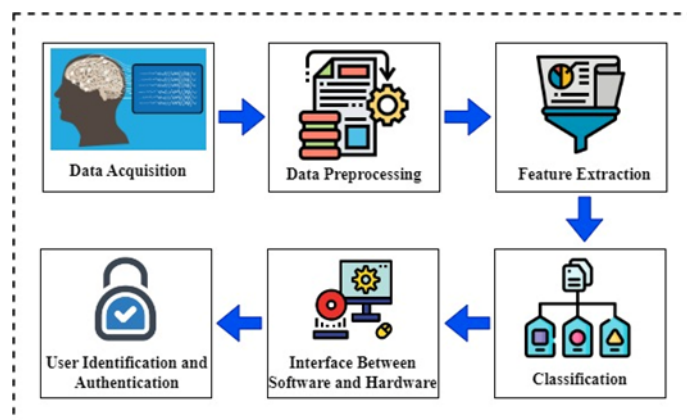 Data Acquisition
Data Preprocessing
Feature Extraction
User Identification and
Authentication
Interface Between
Software and Hardware
Classification